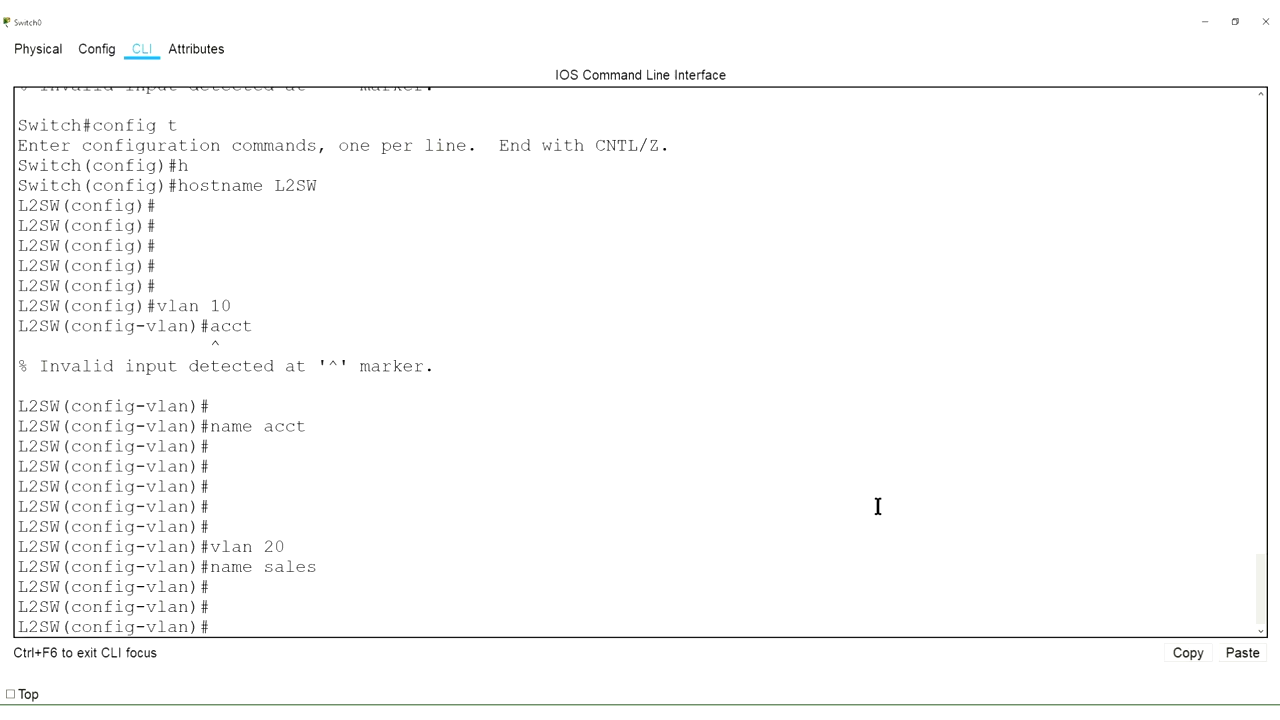 Switch0
Physical Config CLI Attributes
IOS Command Line Interface
% Invalid input detected at marker.
Switch#config t
Enter configuration commands, one per line.  End with CNTL/Z.
Switch(config)#h
Switch(config)#hostname L2SW
L2SW(config)#
L2SW(config)#
L2SW(config)#
L2SW(config)#
L2SW(config)#
L2SW(config)#vlan 10
L2SW(config-vlan)#acct
^
% Invalid input detected at '^' marker.
L2SW(config-vlan)#
L2SW(config-vlan)#name acct
L2SW(config-vlan)#
L2SW(config-vlan)#
L2SW(config-vlan)#
L2SW(config-vlan)#
L2SW(config-vlan)#
L2SW(config-vlan)#vlan 20
L2SW(config-vlan)#name sales
L2SW(config-vlan)#
L2SW(config-vlan)#
L2SW(config-vlan)#
Ctrl+F6 to exit CLI focus
Copy Paste
Top